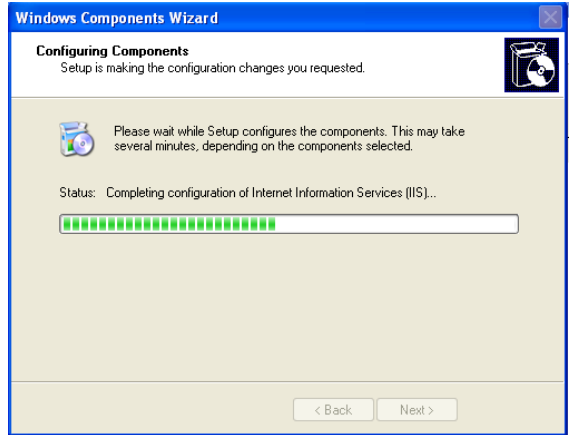 Windows Components Wizard
Configuring Components
Setup is making the configuration changes you requested.
Please wait while Setup configures the components. This may take
several minutes, depending on the components selected.
Status: Completing configuration of Internet Information Services (IIS)...
< Back Next >